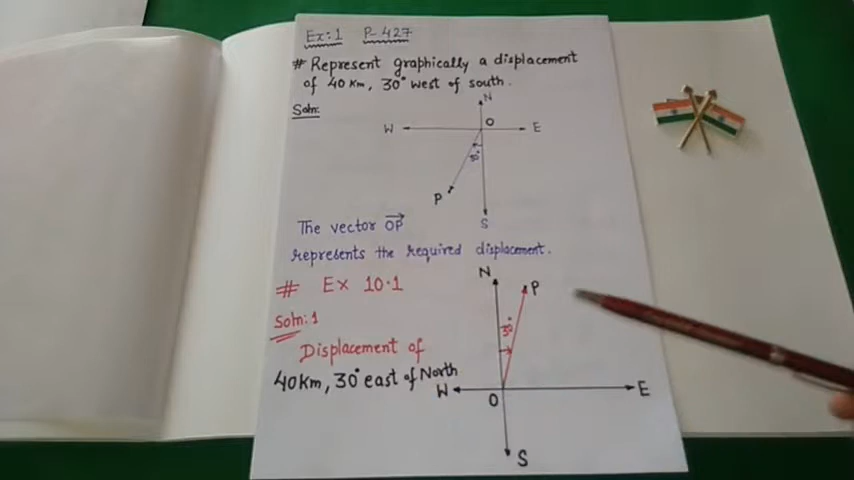 Ex:1 P-427
# Represent graphically a displacement
of 40 Km, 30° west of south.
Soln:
N
W O E
30°
P
S
The vector OP
represents the required displacement.
# Ex 10.1
N P
Soln:1
30°
Displacement of
40km, 30° east of North
W O E
S